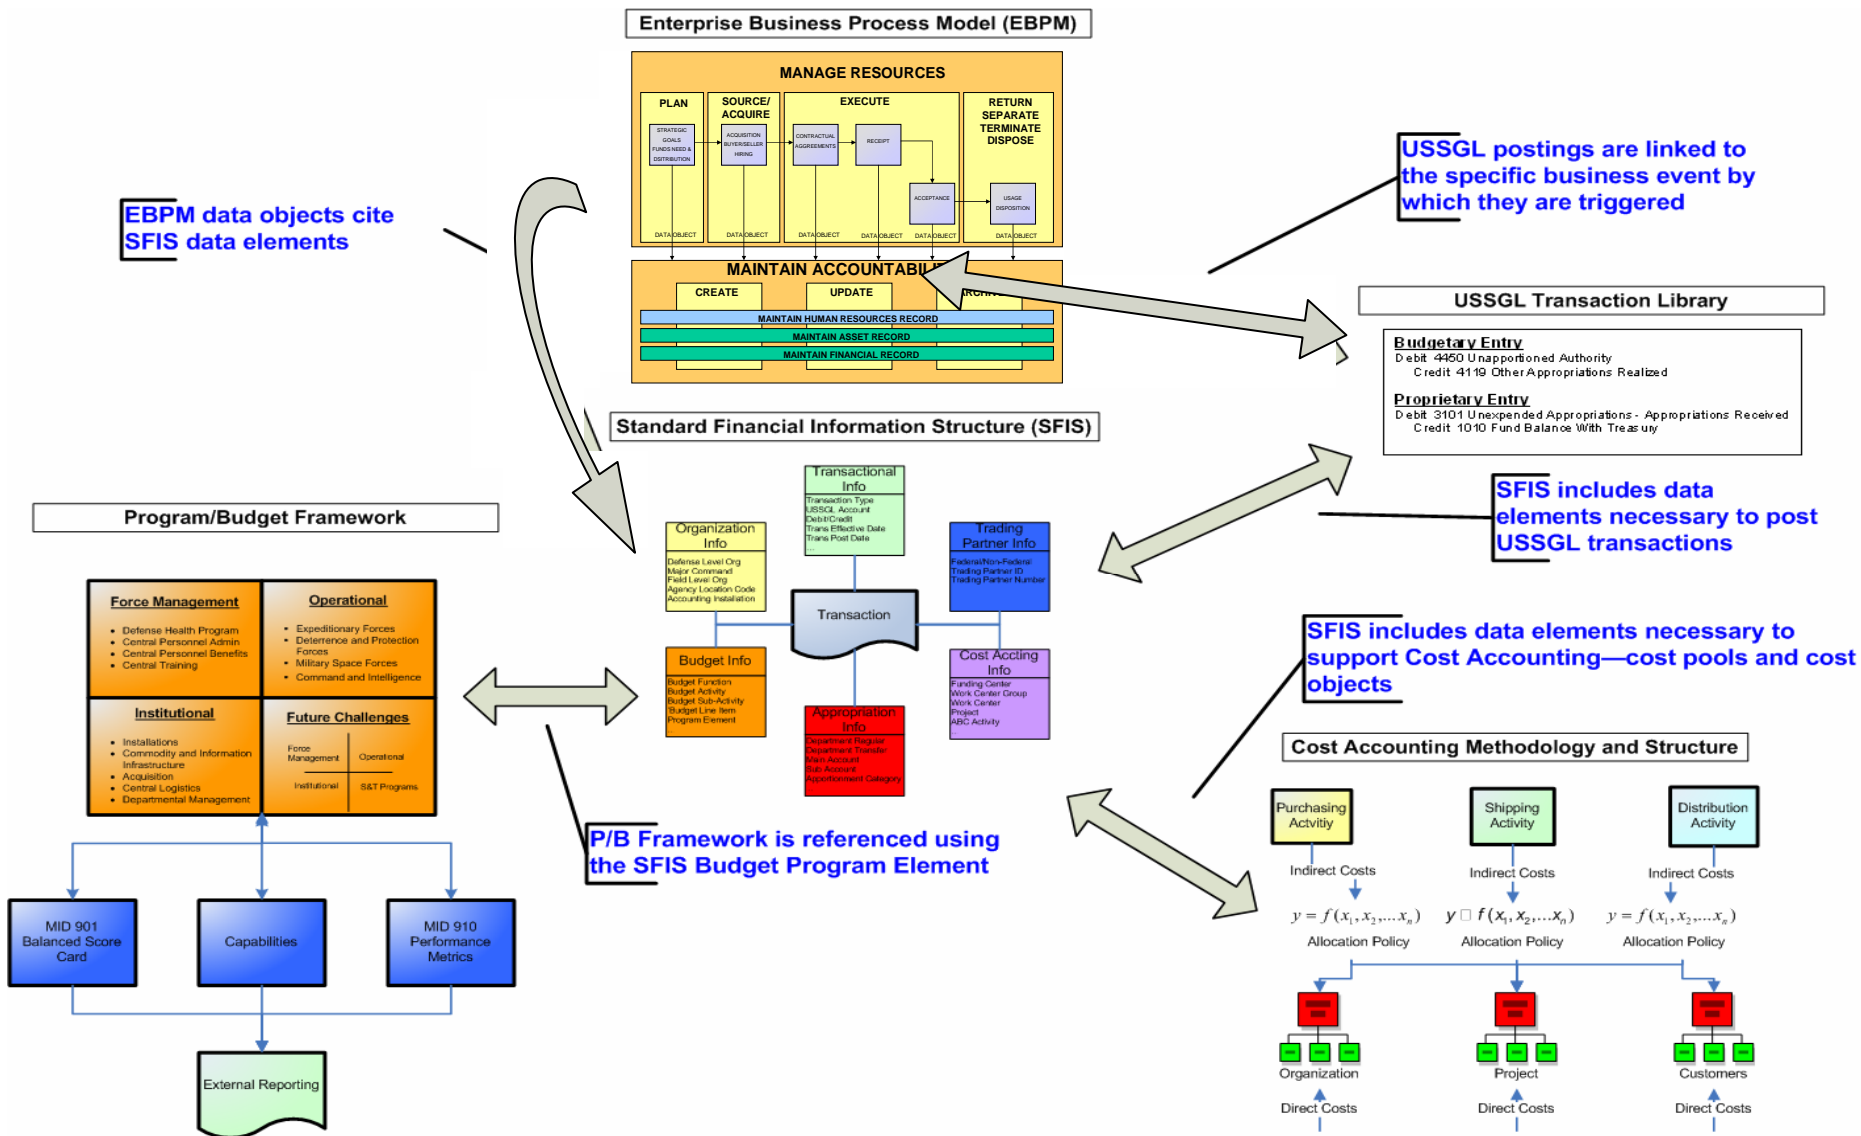 Enterprise Business Process Model (EBPM)
MANAGE RESOURCES
PLAN
SOURCE/
ACQUIRE
EXECUTE
RETURN
SEPARATE
TERMINATE
DISPOSE
STRATEGIC
GOALS
FUNDS NEED &
DSITRIBUTION
ACQUISITION
BUYER/SELLER
HIRING
CONTRACTUAL
AGGREEMENTS
RECEIPT
ACCEPTANCE
USAGE
DISPOSITION
DATA OBJECT
DATA OBJECT
DATA OBJECT
DATA OBJECT
DATA OBJECT
DATA OBJECT
MAINTAIN ACCOUNTABILI
CREATE
UPDATE
MAINTAIN HUMAN RESOURCES RECORD
MAINTAIN ASSET RECORD
MAINTAIN FINANCIAL RECORD
EBPM data objects cite
SFIS data elements
USSGL postings are linked to
the specific business event by
which they are triggered
USSGL Transaction Library
Budgetary Entry
Debit 4450 Unapportioned Authority
Credit 4119 Other Appropriations Realized
Proprietary Entry
Debit 3101 Unexpended Appropriations - Appropriations Received
Credit 1010 Fund Balance With Treasury
Standard Financial Information Structure (SFIS)
Transactional
Info
Transaction Type
USSGL Account
Debit/Credit
Trans Effective Date
Trans Post Date
...
Organization
Info
Defense Level Org
Major Command
Field Level Org
Agency Location Code
Accounting Installation
Trading
Partner Info
Federal/Non-Federal
Trading Partner ID
Trading Partner Number
Transaction
Budget Info
Budget Function
Budget Activity
Budget Sub-Activity
'Budget Line Item
Program Element
..
Appropriation
Info
Department Regular
Department Transfer
Main Account
Sub Account
Apportionment Category
Cost Accting
Info
Funding Center
Work Center Group
Work Center
Project
ABC Activity
..
SFIS includes data
elements necessary to post
USSGL transactions
SFIS includes data elements necessary to
support Cost Accounting—cost pools and cost
objects
Program/Budget Framework
Force Management
• Defense Health Program
• Central Personnel Admin
• Central Personnel Benefits
• Central Training
Operational
• Expeditionary Forces
• Deterrence and Protection
Forces
• Military Space Forces
• Command and Intelligence
Institutional
• Installations
• Commodity and Information
Infrastructure
• Acquisition
• Central Logistics
• Departmental Management
Future Challenges
Force
Management
Operational
Institutional
S&T Programs
P/B Framework is referenced using
the SFIS Budget Program Element
MID 901
Balanced Score
Card
Capabilities
MID 910
Performance
Metrics
External Reporting
Cost Accounting Methodology and Structure
Purchasing
Actvitiy
Shipping
Activity
Distribution
Activity
Indirect Costs
Indirect Costs
Indirect Costs
y = f(x₁, x₂,...xₙ)
y □ f(x₁, x₂,...xₙ)
y = f(x₁, x₂,...xₙ)
Allocation Policy
Allocation Policy
Allocation Policy
Organization
Project
Customers
Direct Costs
Direct Costs
Direct Costs